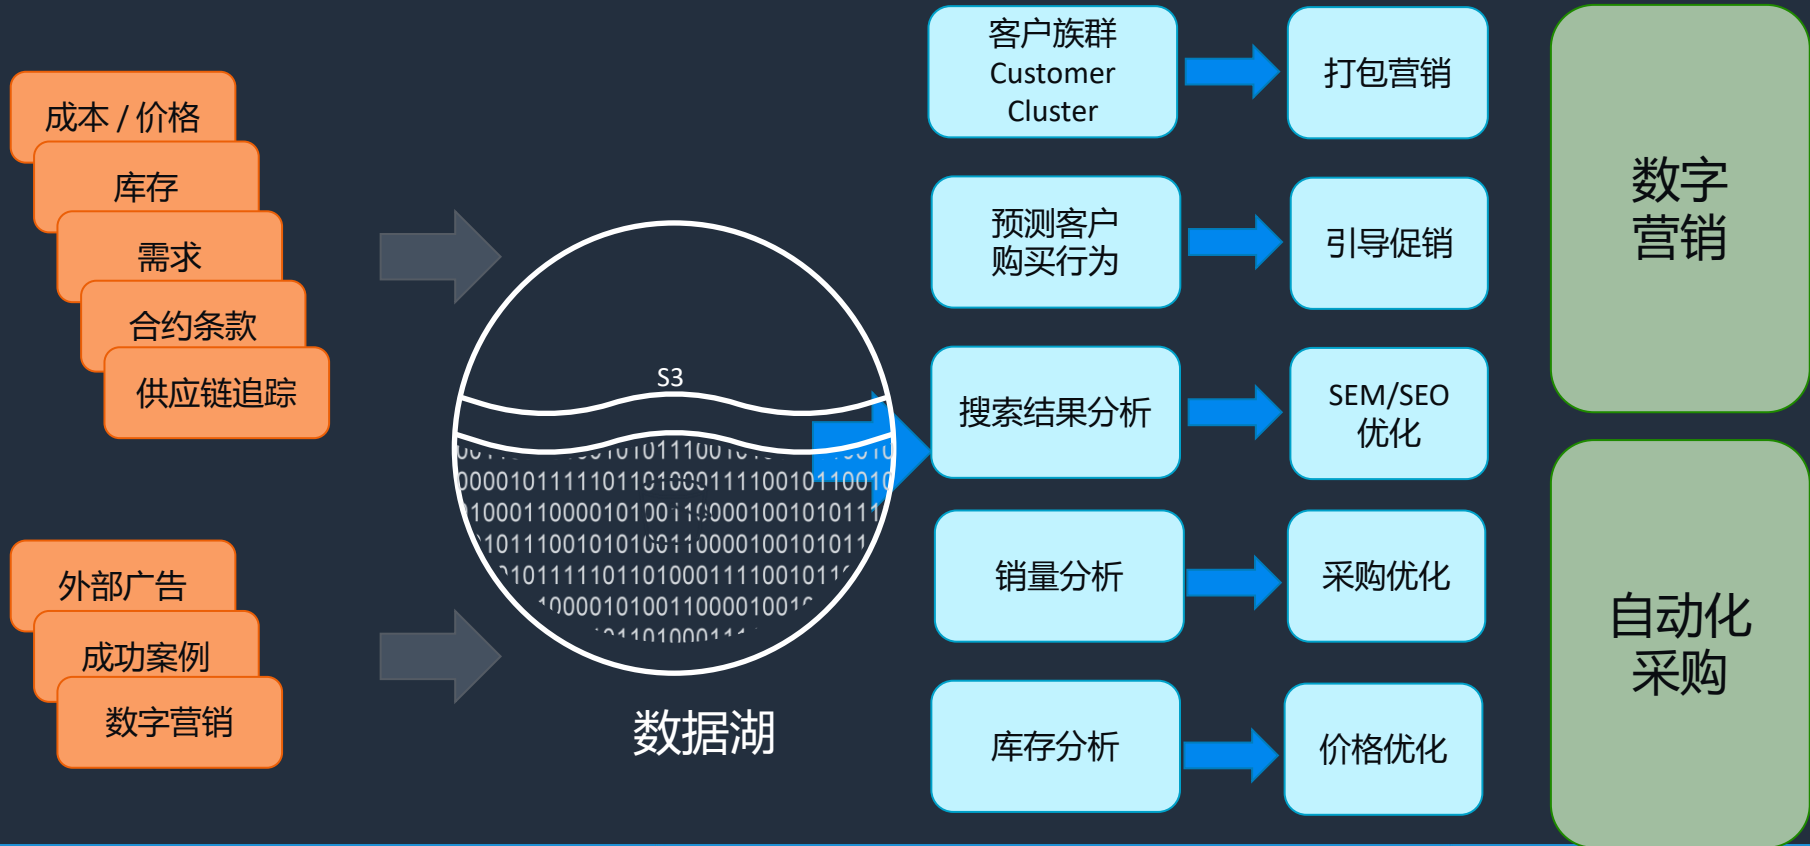 成本 / 价格
库存
需求
合约条款
供应链追踪
外部广告
成功案例
数字营销
S3
数据湖
客户族群
Customer
Cluster
打包营销
预测客户
购买行为
引导促销
搜索结果分析
SEM/SEO
优化
销量分析
采购优化
库存分析
价格优化
数字
营销
自动化
采购